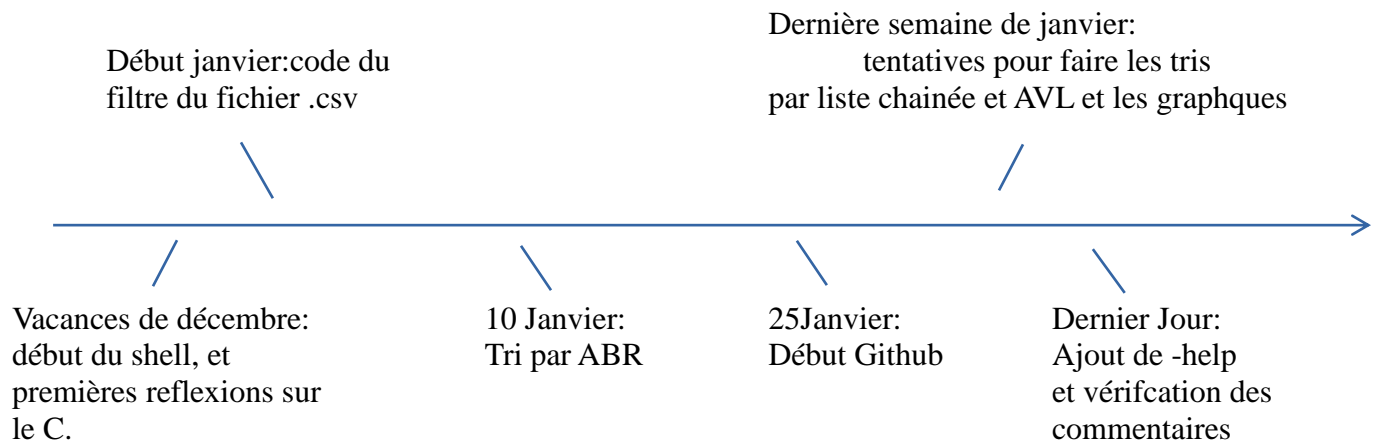 Début janvier:code du
filtre du fichier .csv
Dernière semaine de janvier:
tentatives pour faire les tris
par liste chainée et AVL et les graphques
Vacances de décembre:
début du shell, et
premières reflexions sur
le C.
10 Janvier:
Tri par ABR
25Janvier:
Début Github
Dernier Jour:
Ajout de -help
et vérifcation des
commentaires